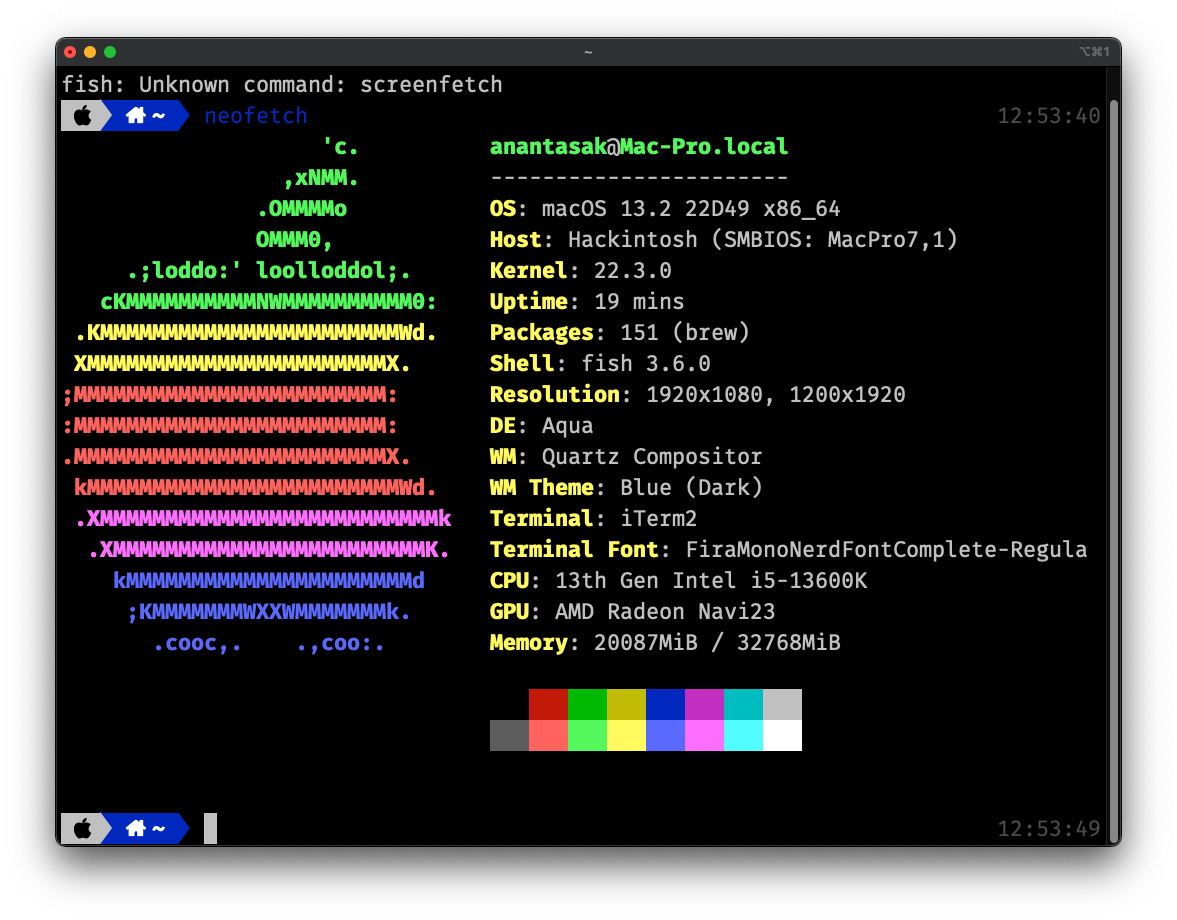 ~ ⌥⌘1
fish: Unknown command: screenfetch
~ neofetch 12:53:40
'c. anantasak@Mac-Pro.local
,xNMM. -----------------------
.OMMMMo OS: macOS 13.2 22D49 x86_64
OMMM0, Host: Hackintosh (SMBIOS: MacPro7,1)
.;loddo:' loolloddol;. Kernel: 22.3.0
cKMMMMMMMMMMNWMMMMMMMMMM0: Uptime: 19 mins
.KMMMMMMMMMMMMMMMMMMMMMMMWd. Packages: 151 (brew)
XMMMMMMMMMMMMMMMMMMMMMMMX. Shell: fish 3.6.0
;MMMMMMMMMMMMMMMMMMMMMMMM: Resolution: 1920x1080, 1200x1920
:MMMMMMMMMMMMMMMMMMMMMMMM: DE: Aqua
.MMMMMMMMMMMMMMMMMMMMMMMMX. WM: Quartz Compositor
kMMMMMMMMMMMMMMMMMMMMMMMMWd. WM Theme: Blue (Dark)
.XMMMMMMMMMMMMMMMMMMMMMMMMMMk Terminal: iTerm2
.XMMMMMMMMMMMMMMMMMMMMMMMMK. Terminal Font: FiraMonoNerdFontComplete-Regula
kMMMMMMMMMMMMMMMMMMMMMMd CPU: 13th Gen Intel i5-13600K
;KMMMMMMMWXXWMMMMMMMk. GPU: AMD Radeon Navi23
.cooc,. .,coo:. Memory: 20087MiB / 32768MiB
~ 12:53:49